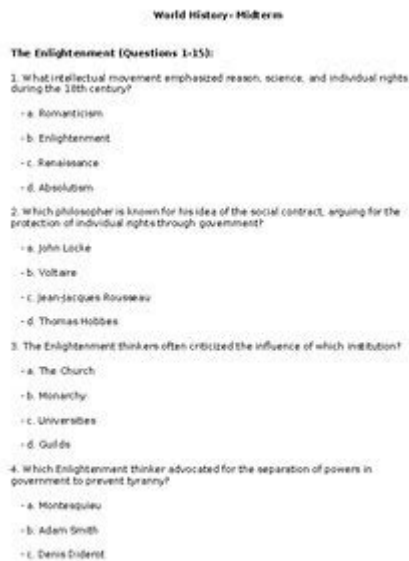 World History- Midterm
The Enlightenment (Questions 1-15):
1. What intellectual movement emphasized reason, science, and individual rights
during the 18th century?
- a. Romanticism
- b. Enlightenment
- c. Renaissance
- d. Absolutism
2. Which philosopher is known for his idea of the social contract, arguing for the
protection of individual rights through government?
- a. John Locke
- b. Voltaire
- c. Jean-Jacques Rousseau
- d. Thomas Hobbes
3. The Enlightenment thinkers often criticized the influence of which institution?
- a. The Church
- b. Monarchy
- c. Universities
- d. Guilds
4. Which Enlightenment thinker advocated for the separation of powers in
government to prevent tyranny?
- a. Montesquieu
- b. Adam Smith
- c. Denis Diderot